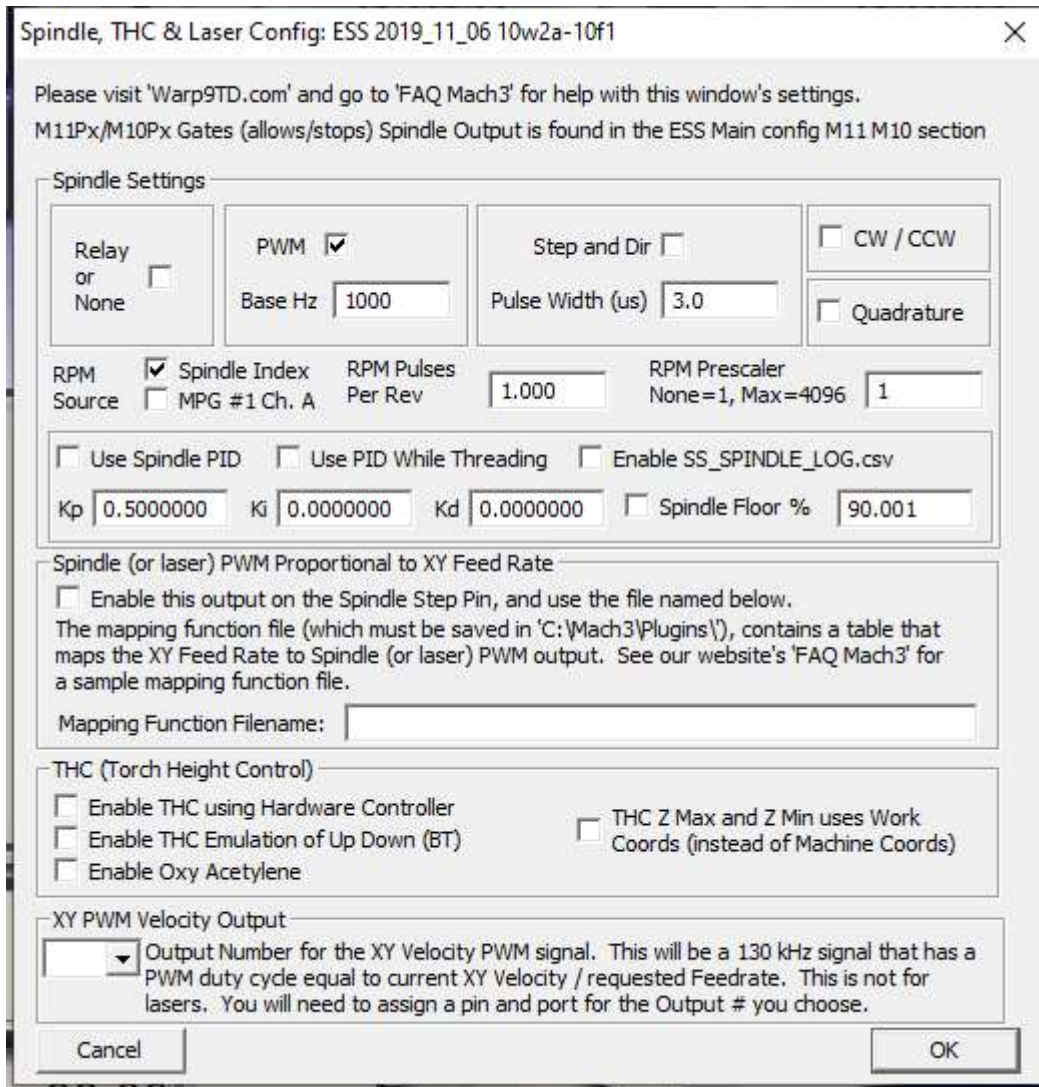 Spindle, THC & Laser Config: ESS 2019_11_06 10w2a-10f1
Please visit 'Warp9TD.com' and go to 'FAQ Mach3' for help with this window's settings.
M11Px/M10Px Gates (allows/stops) Spindle Output is found in the ESS Main config M11 M10 section
Spindle Settings
Relay
or
None
PWM
Base Hz 1000
Step and Dir
Pulse Width (us) 3.0
CW / CCW
Quadrature
RPM
Source
Spindle Index
MPG #1 Ch. A
RPM Pulses
Per Rev
1.000
RPM Prescaler
None=1, Max=4096
1
Use Spindle PID
Use PID While Threading
Enable SS_SPINDLE_LOG.csv
Kp 0.5000000
Ki 0.0000000
Kd 0.0000000
Spindle Floor %
90.001
Spindle (or laser) PWM Proportional to XY Feed Rate
Enable this output on the Spindle Step Pin, and use the file named below.
The mapping function file (which must be saved in 'C:\Mach3\Plugins\'), contains a table that
maps the XY Feed Rate to Spindle (or laser) PWM output. See our website's 'FAQ Mach3' for
a sample mapping function file.
Mapping Function Filename:
THC (Torch Height Control)
Enable THC using Hardware Controller
Enable THC Emulation of Up Down (BT)
Enable Oxy Acetylene
THC Z Max and Z Min uses Work
Coords (instead of Machine Coords)
XY PWM Velocity Output
Output Number for the XY Velocity PWM signal. This will be a 130 kHz signal that has a
PWM duty cycle equal to current XY Velocity / requested Feedrate. This is not for
lasers. You will need to assign a pin and port for the Output # you choose.
Cancel
OK